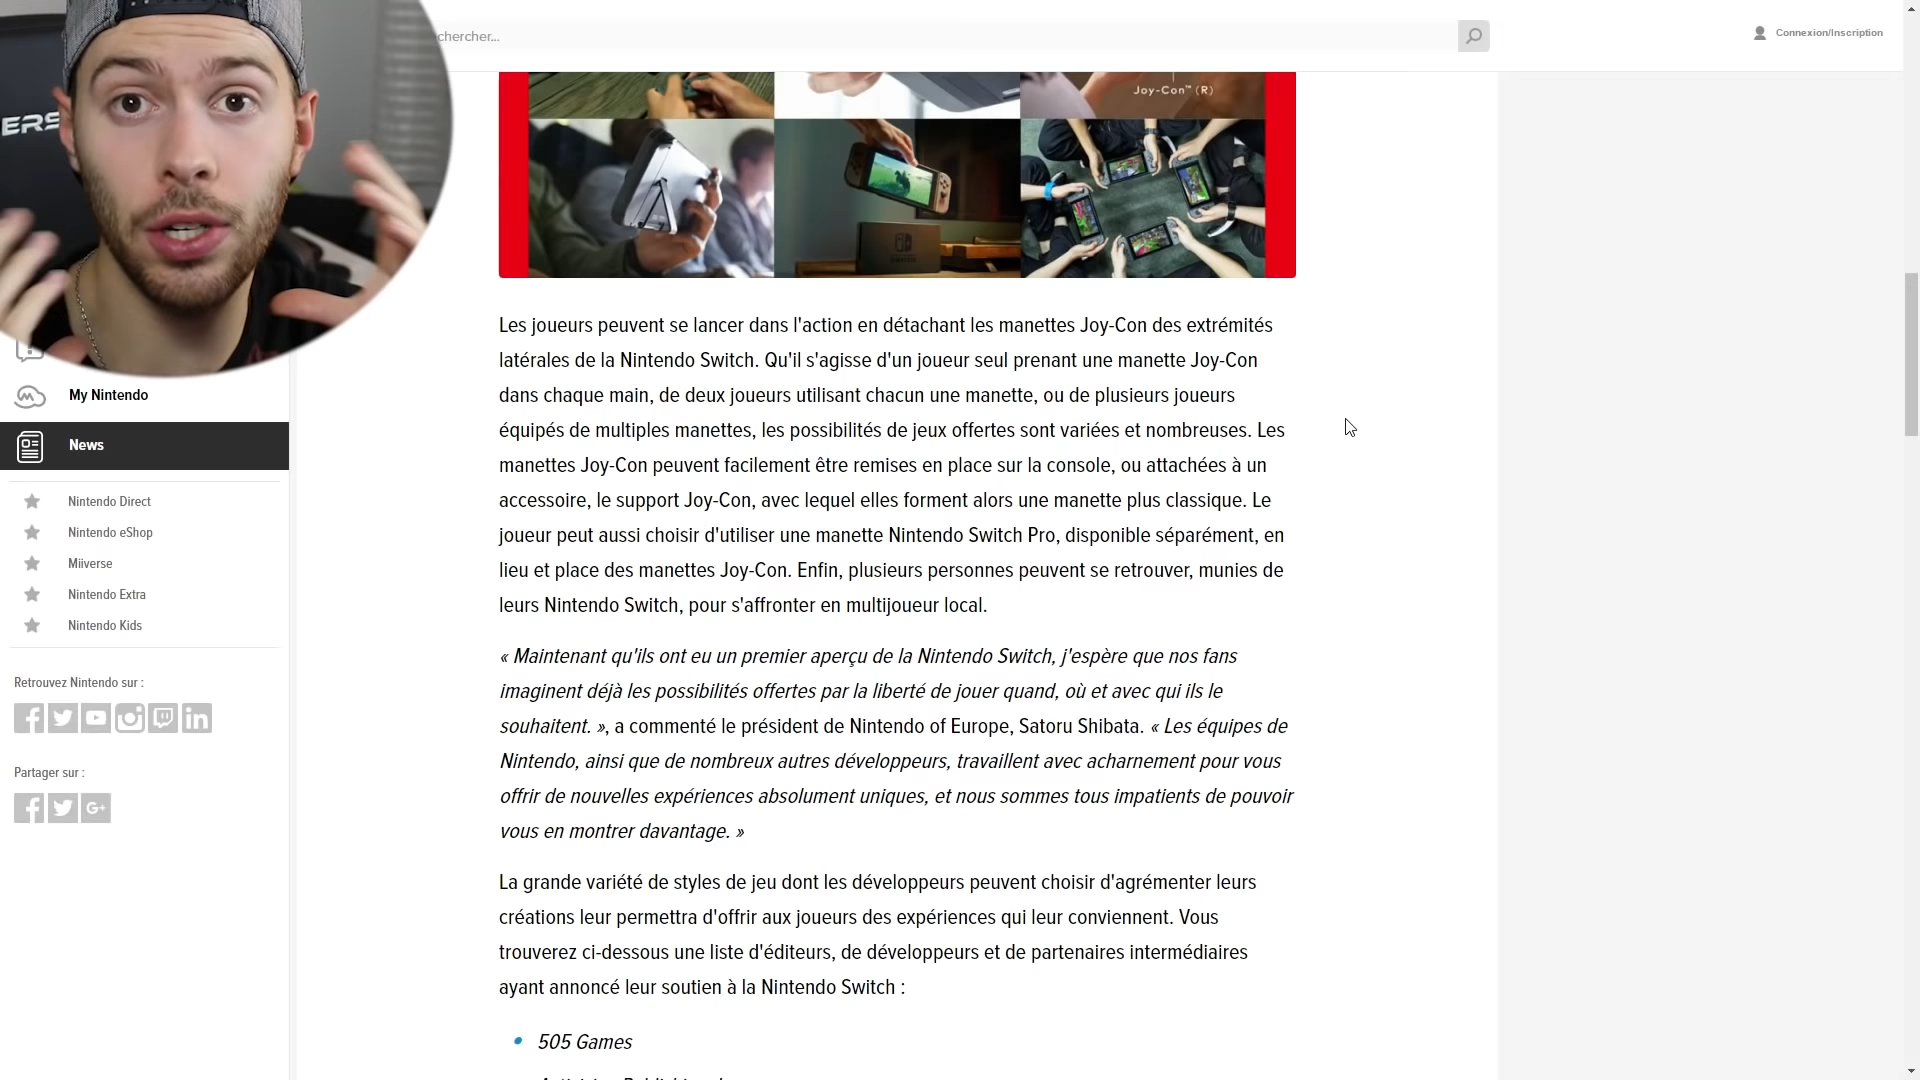 ERS
chercher...
Connexion/Inscription
Joy-Con™ (R)
Les joueurs peuvent se lancer dans l'action en détachant les manettes Joy-Con des extrémités
latérales de la Nintendo Switch. Qu'il s'agisse d'un joueur seul prenant une manette Joy-Con
dans chaque main, de deux joueurs utilisant chacun une manette, ou de plusieurs joueurs
équipés de multiples manettes, les possibilités de jeux offertes sont variées et nombreuses. Les
manettes Joy-Con peuvent facilement être remises en place sur la console, ou attachées à un
accessoire, le support Joy-Con, avec lequel elles forment alors une manette plus classique. Le
joueur peut aussi choisir d'utiliser une manette Nintendo Switch Pro, disponible séparément, en
lieu et place des manettes Joy-Con. Enfin, plusieurs personnes peuvent se retrouver, munies de
leurs Nintendo Switch, pour s'affronter en multijoueur local.
« Maintenant qu'ils ont eu un premier aperçu de la Nintendo Switch, j'espère que nos fans
imaginent déjà les possibilités offertes par la liberté de jouer quand, où et avec qui ils le
souhaitent. », a commenté le président de Nintendo of Europe, Satoru Shibata. « Les équipes de
Nintendo, ainsi que de nombreux autres développeurs, travaillent avec acharnement pour vous
offrir de nouvelles expériences absolument uniques, et nous sommes tous impatients de pouvoir
vous en montrer davantage. »
La grande variété de styles de jeu dont les développeurs peuvent choisir d'agrémenter leurs
créations leur permettra d'offrir aux joueurs des expériences qui leur conviennent. Vous
trouverez ci-dessous une liste d'éditeurs, de développeurs et de partenaires intermédiaires
ayant annoncé leur soutien à la Nintendo Switch :
• 505 Games
My Nintendo
News
Nintendo Direct
Nintendo eShop
Miiverse
Nintendo Extra
Nintendo Kids
Retrouvez Nintendo sur :
Partager sur :